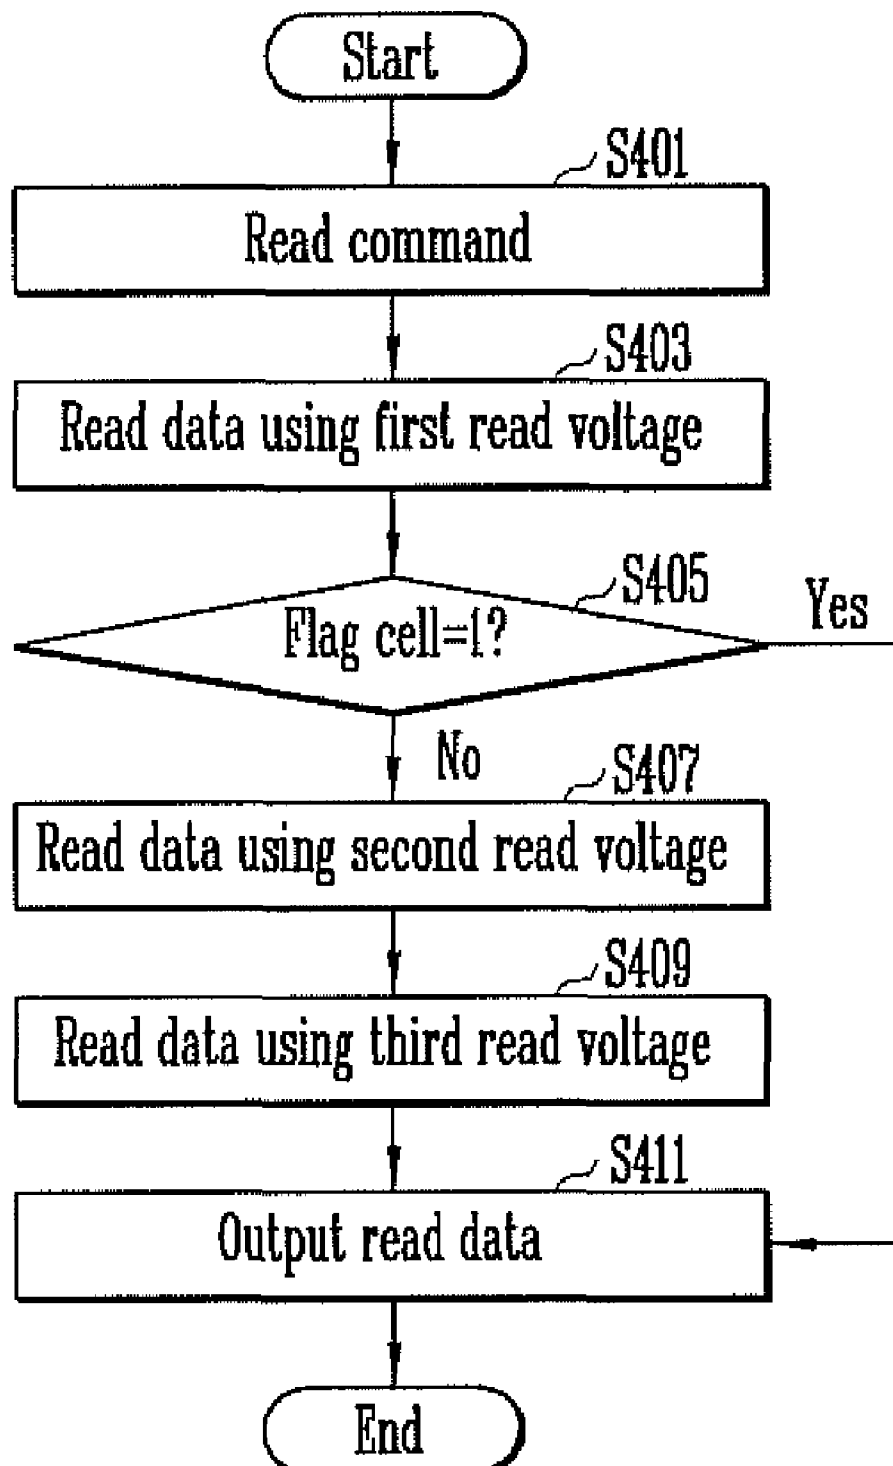 Start
S401
Read command
S403
Read data using first read voltage
S405
Flag cell=1?
Yes
No
S407
Read data using second read voltage
S409
Read data using third read voltage
S411
Output read data
End